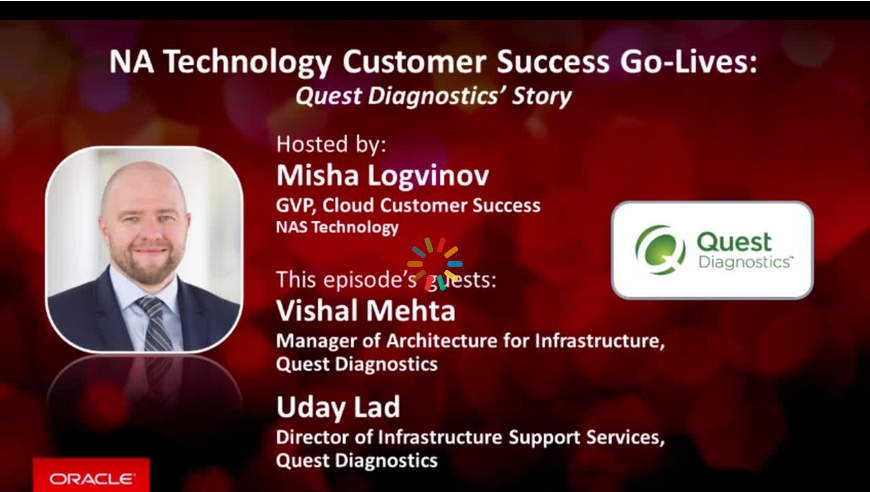 NA Technology Customer Success Go-Lives:
Quest Diagnostics' Story
Hosted by:
Misha Logvinov
GVP, Cloud Customer Success
NAS Technology
Quest
Diagnostics™
This episode's guests:
Vishal Mehta
Manager of Architecture for Infrastructure,
Quest Diagnostics
Uday Lad
Director of Infrastructure Support Services,
Quest Diagnostics
ORACLE®